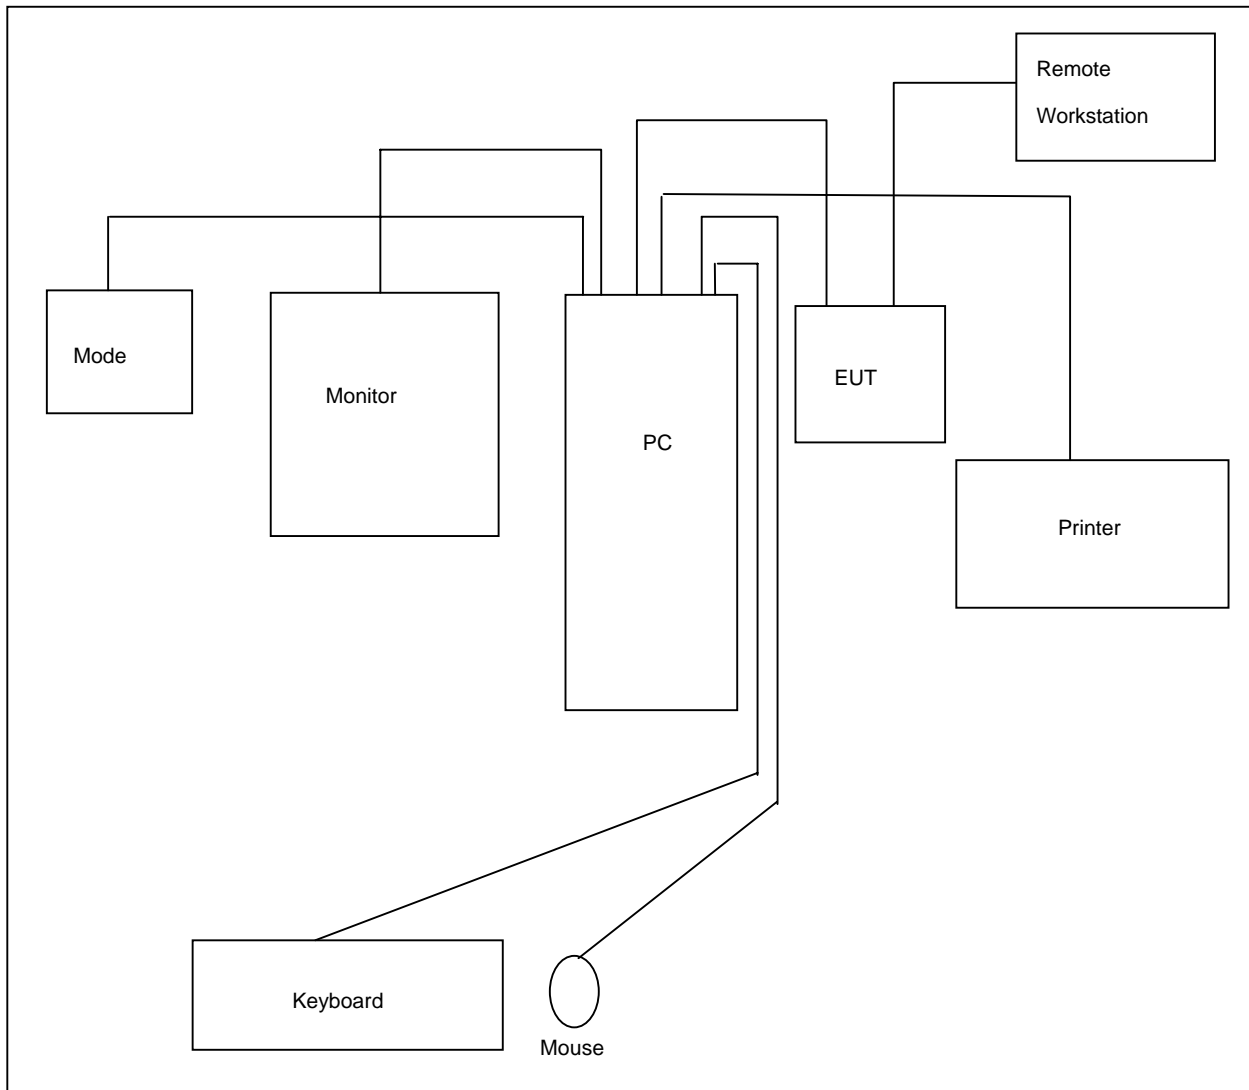 Remote
Workstation
Mode
Monitor
PC
EUT
Printer
Keyboard
Mouse